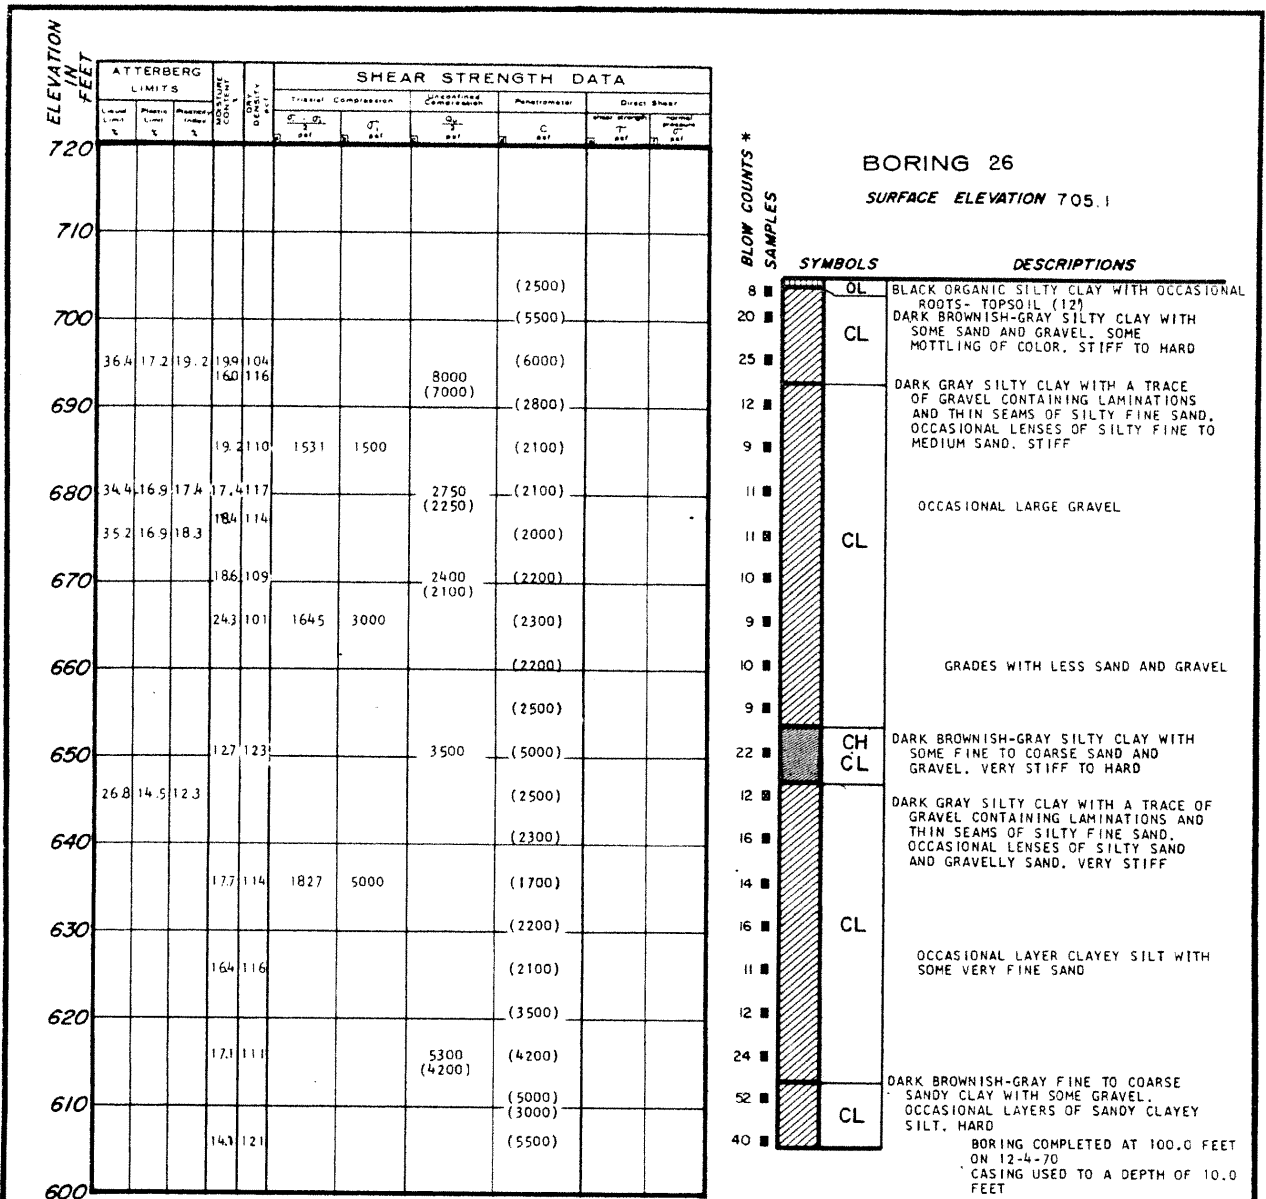 ELEVATION
IN
FEET
ATTERBERG
LIMITS
MOISTURE
CONTENT
%
DRY
DENSITY
PCF
SHEAR STRENGTH DATA
Triaxial Compression
Unconfined
Compression
Penetrometer
Direct Shear
Liquid
Limit
%
Plastic
Limit
%
Plasticity
Index
%
2
psf
psf
2
psf
C
psf
shear strength
T
psf
normal
pressure
σ
psf
BLOW COUNTS *
SAMPLES
BORING 26
SURFACE ELEVATION 705.1
SYMBOLS DESCRIPTIONS
720
710
(2500)
8 OL BLACK ORGANIC SILTY CLAY WITH OCCASIONAL
ROOTS- TOPSOIL (12")
700 (5500) 20
CL DARK BROWNISH-GRAY SILTY CLAY WITH
SOME SAND AND GRAVEL. SOME
MOTTLING OF COLOR. STIFF TO HARD
36.4 17.2 19.2 19.9 104 (6000) 25
16.0 116 8000
(7000)
DARK GRAY SILTY CLAY WITH A TRACE
OF GRAVEL CONTAINING LAMINATIONS
AND THIN SEAMS OF SILTY FINE SAND.
OCCASIONAL LENSES OF SILTY FINE TO
MEDIUM SAND. STIFF
690 (2800) 12
19.2 110 1531 1500 (2100) 9
680 34.4 16.9 17.4 17.4 117 2750 (2100) 11
(2250)
OCCASIONAL LARGE GRAVEL
18.4 114
35.2 16.9 18.3 (2000) 11 CL
670 18.6 109 2400 (2200) 10
(2100)
24.3 101 1645 3000 (2300) 9
660 (2200) 10 GRADES WITH LESS SAND AND GRAVEL
(2500) 9
650 12.7 123 3500 (5000) 22
CH
CL
DARK BROWNISH-GRAY SILTY CLAY WITH
SOME FINE TO COARSE SAND AND
GRAVEL. VERY STIFF TO HARD
26.8 14.5 12.3 (2500) 12
DARK GRAY SILTY CLAY WITH A TRACE OF
GRAVEL CONTAINING LAMINATIONS AND
THIN SEAMS OF SILTY FINE SAND.
OCCASIONAL LENSES OF SILTY SAND
AND GRAVELLY SAND. VERY STIFF
640 (2300) 16
17.7 114 1827 5000 (1700) 14
630 (2200) 16 CL
16.4 116 (2100) 11
OCCASIONAL LAYER CLAYEY SILT WITH
SOME VERY FINE SAND
620 (3500) 12
17.1 111 5300 (4200) 24
(4200)
DARK BROWNISH-GRAY FINE TO COARSE
SANDY CLAY WITH SOME GRAVEL.
OCCASIONAL LAYERS OF SANDY CLAYEY
SILT. HARD
610 (5000) 52
(3000)
CL
121 (5500) 40
BORING COMPLETED AT 100.0 FEET
ON 12-4-70
CASING USED TO A DEPTH OF 10.0
FEET
600